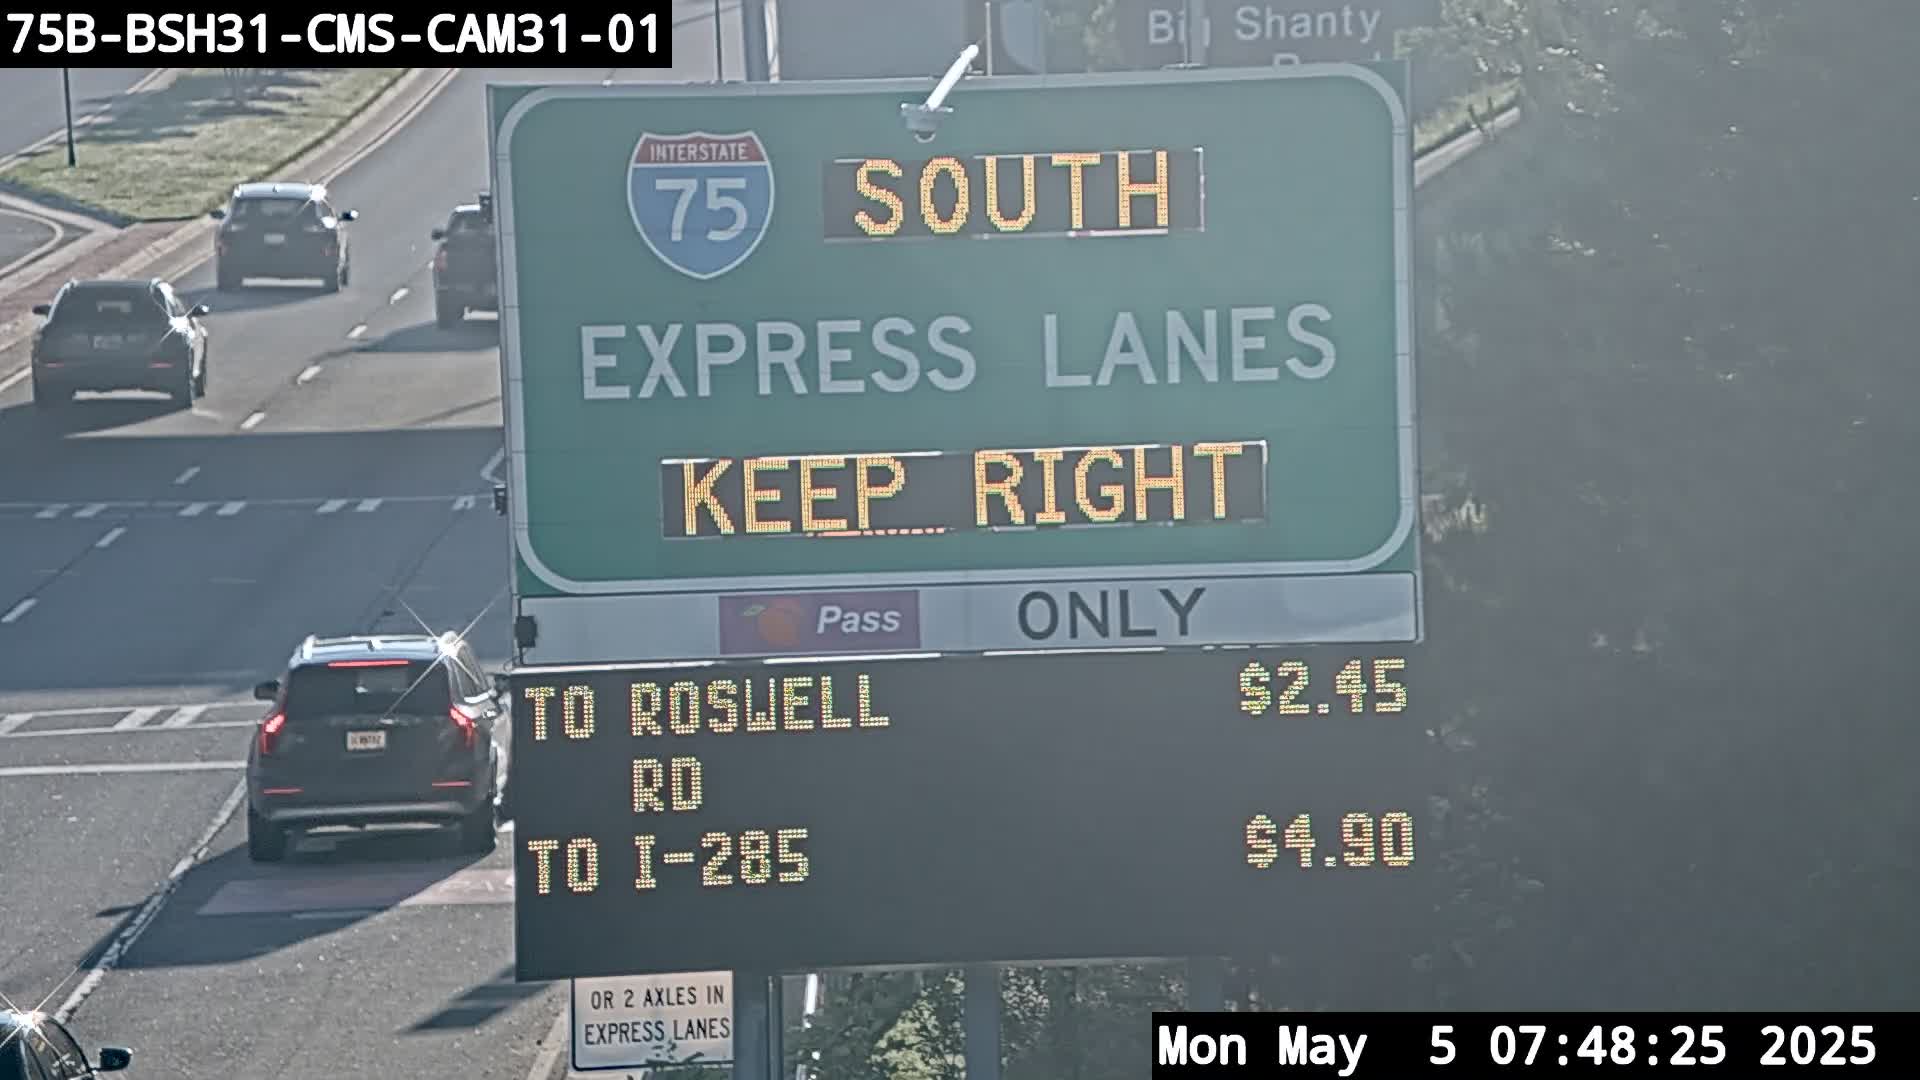 75B-BSH31-CMS-CAM31-01
Big Shanty
INTERSTATE
75
SOUTH
EXPRESS LANES
KEEP RIGHT
Pass ONLY
TO ROSWELL $2.45
RD
TO I-285 $4.90
OR 2 AXLES IN
EXPRESS LANES
Mon May 5 07:48:25 2025